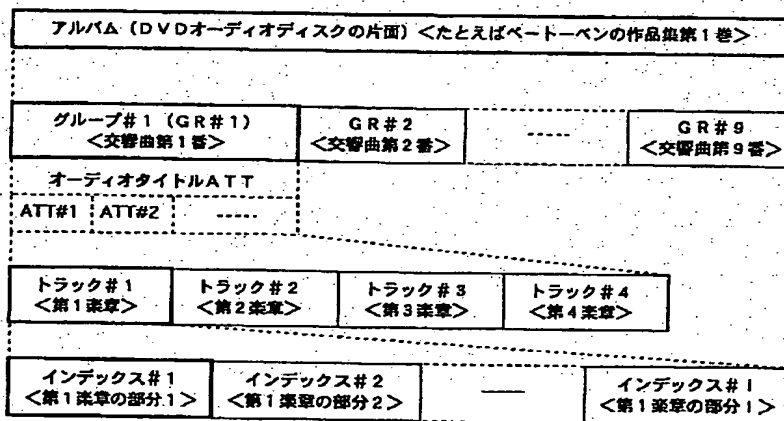 アルバム（DVDオーディオディスクの片面）＜たとえばベートーベンの作品集第1巻＞
グループ#1（GR#1）
＜交響曲第1番＞
GR#2
＜交響曲第2番＞
-----
GR#9
＜交響曲第9番＞
オーディオタイトルATT
ATT#1
ATT#2
-----
トラック#1
＜第1楽章＞
トラック#2
＜第2楽章＞
トラック#3
＜第3楽章＞
トラック#4
＜第4楽章＞
インデックス#1
＜第1楽章の部分1＞
インデックス#2
＜第1楽章の部分2＞
インデックス#I
＜第1楽章の部分I＞